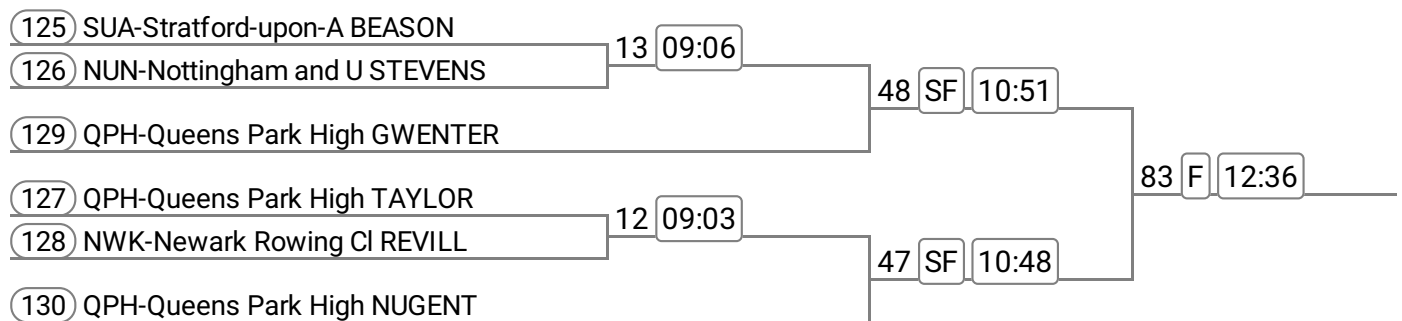 125 SUA-Stratford-upon-A BEASON
13 09:06
126 NUN-Nottingham and U STEVENS
48 SF 10:51
129 QPH-Queens Park High GWENTER
83 F 12:36
127 QPH-Queens Park High TAYLOR
12 09:03
128 NWK-Newark Rowing Cl REVILL
47 SF 10:48
130 QPH-Queens Park High NUGENT